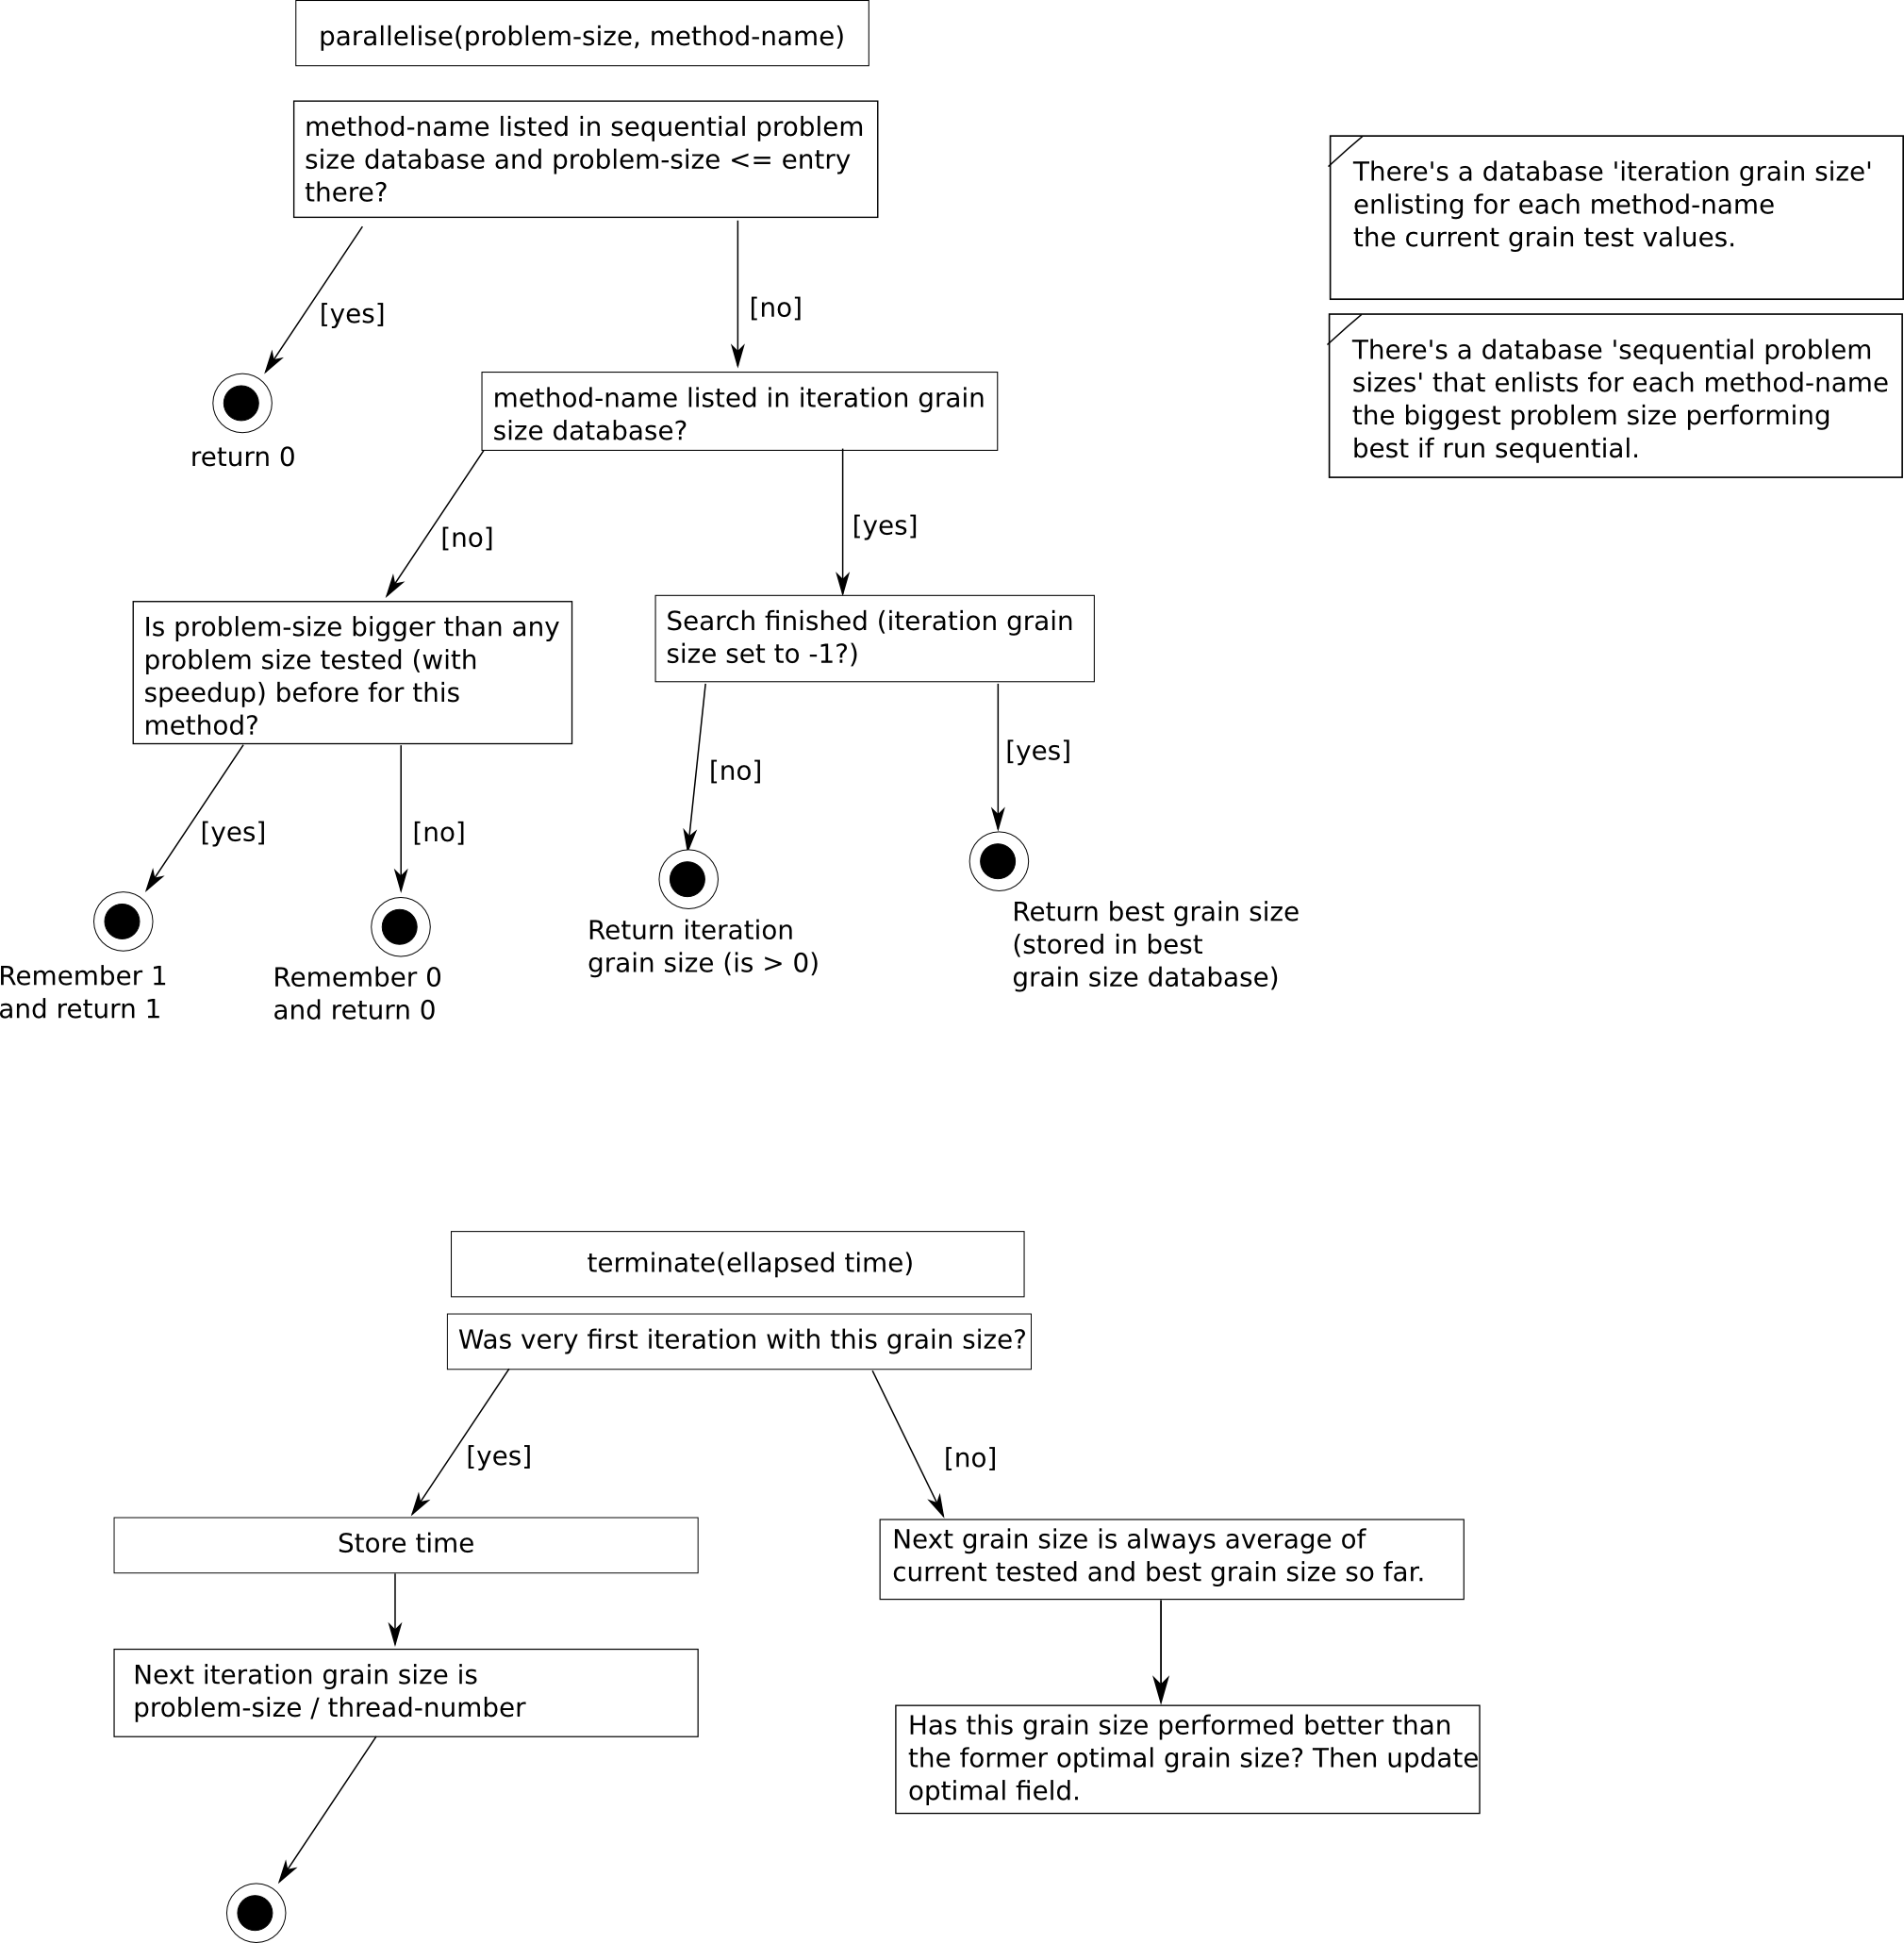 parallelise(problem-size, method-name)
method-name listed in sequential problem
size database and problem-size <= entry
there?
There's a database 'iteration grain size'
enlisting for each method-name
the current grain test values.
[yes]
[no]
There's a database 'sequential problem
sizes' that enlists for each method-name
the biggest problem size performing
best if run sequential.
return 0
method-name listed in iteration grain
size database?
[no]
[yes]
Is problem-size bigger than any
problem size tested (with
speedup) before for this
method?
Search finished (iteration grain
size set to -1?)
[yes]
[no]
[no]
[yes]
Remember 1
and return 1
Remember 0
and return 0
Return iteration
grain size (is > 0)
Return best grain size
(stored in best
grain size database)
terminate(ellapsed time)
Was very first iteration with this grain size?
[yes]
[no]
Store time
Next grain size is always average of
current tested and best grain size so far.
Next iteration grain size is
problem-size / thread-number
Has this grain size performed better than
the former optimal grain size? Then update
optimal field.